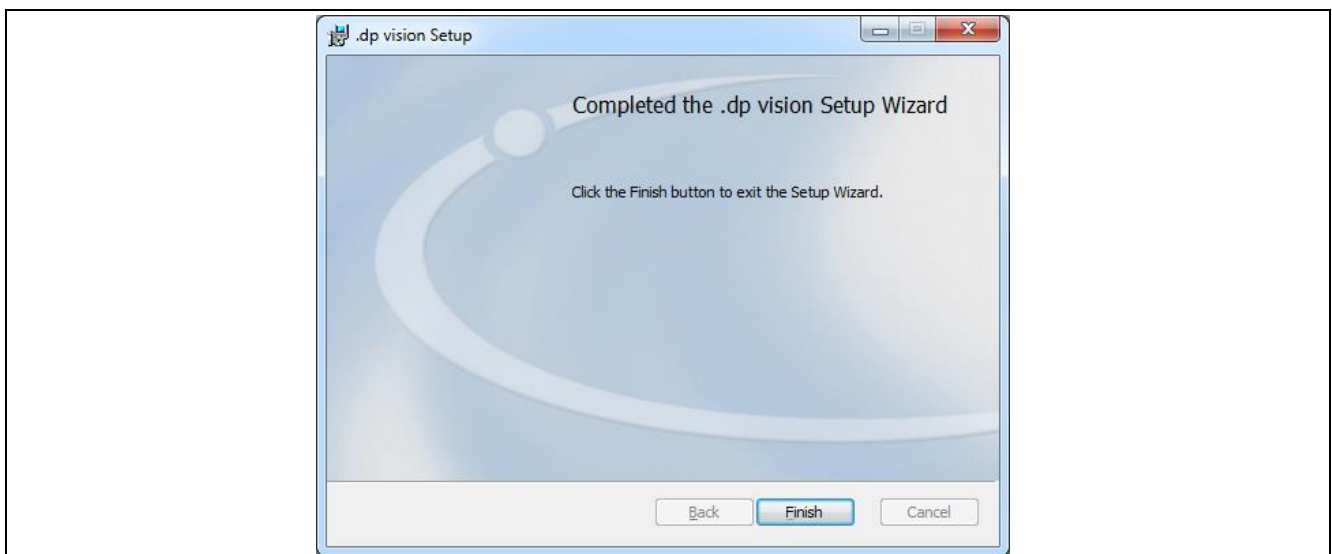 .dp vision Setup
Completed the .dp vision Setup Wizard
Click the Finish button to exit the Setup Wizard.
Back
Finish
Cancel